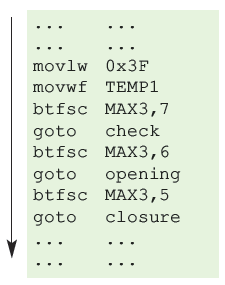 ... ...
... ...
movlw 0x3F
movwf TEMP1
btfsc MAX3,7
goto check
btfsc MAX3,6
goto opening
btfsc MAX3,5
goto closure
... ...
... ...